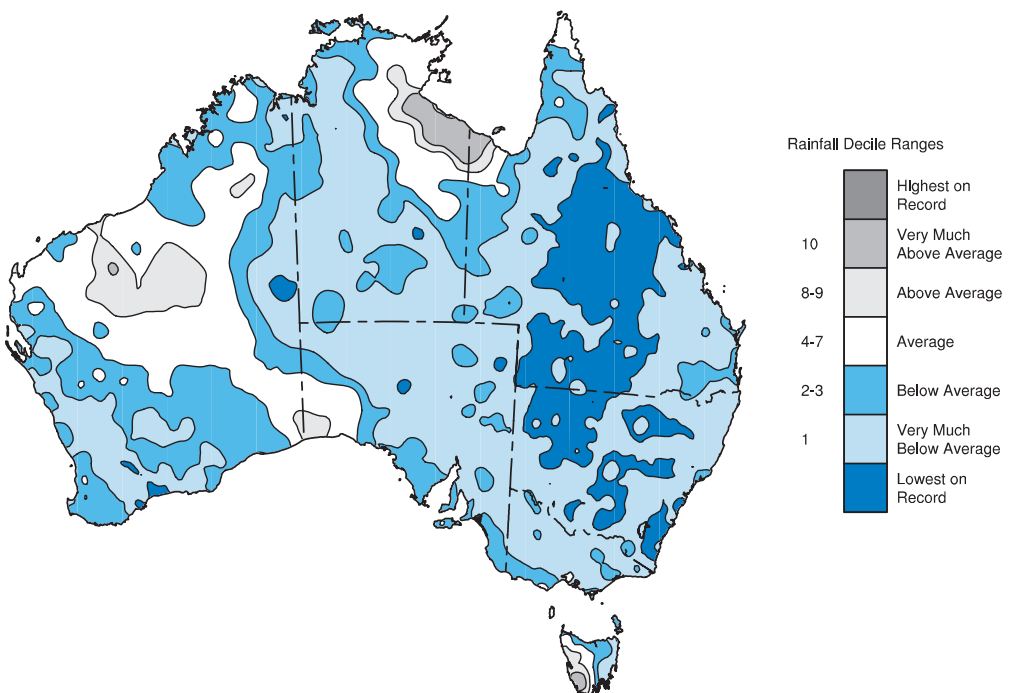 Rainfall Decile Ranges
HIghest on
Record
10
Very Much
Above Average
8-9
Above Average
4-7
Average
2-3
Below Average
1
Very Much
Below Average
Lowest on
Record